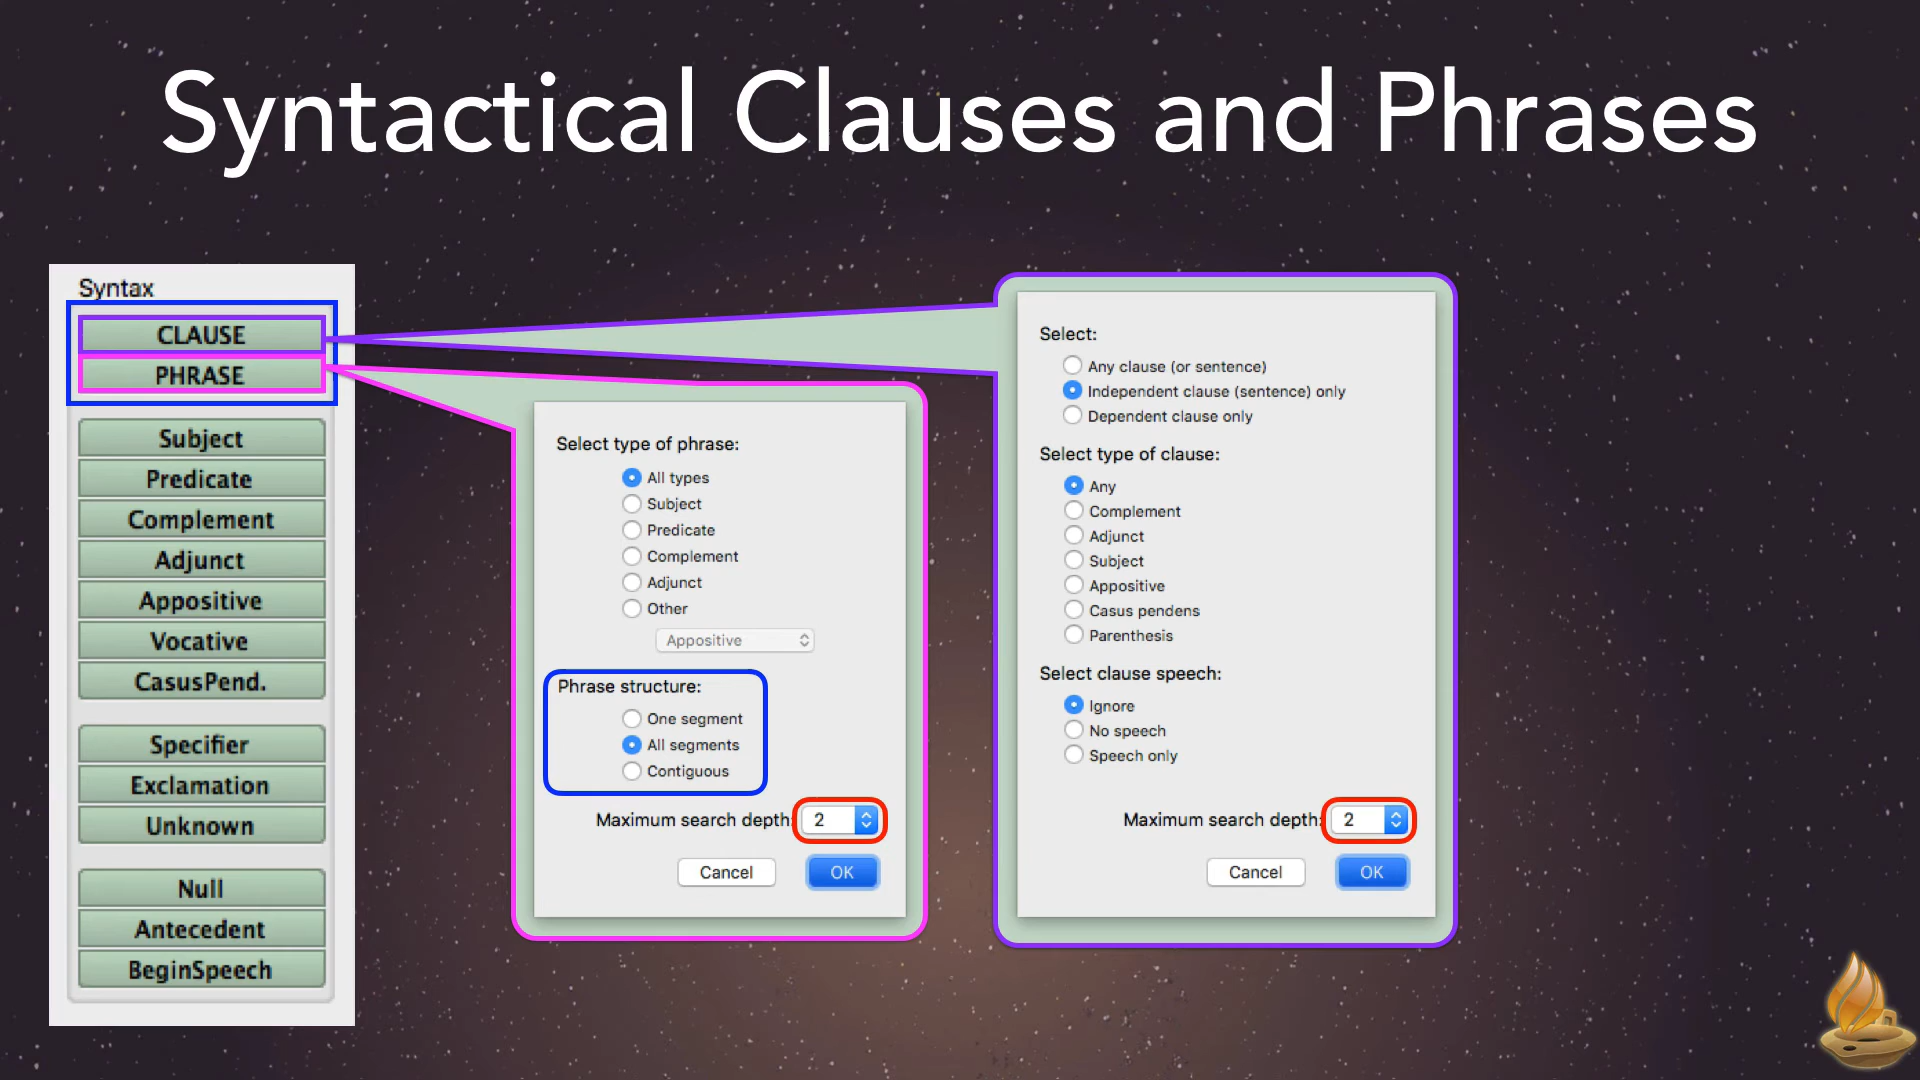 Syntactical Clauses and Phrases
Syntax
CLAUSE
PHRASE
Subject
Predicate
Complement
Adjunct
Appositive
Vocative
CasusPend.
Specifier
Exclamation
Unknown
Null
Antecedent
BeginSpeech
Select type of phrase:
All types
Subject
Predicate
Complement
Adjunct
Other
Appositive
Phrase structure:
One segment
All segments
Contiguous
Maximum search depth: 2
Cancel OK
Select:
Any clause (or sentence)
Independent clause (sentence) only
Dependent clause only
Select type of clause:
Any
Complement
Adjunct
Subject
Appositive
Casus pendens
Parenthesis
Select clause speech:
Ignore
No speech
Speech only
Maximum search depth: 2
Cancel OK